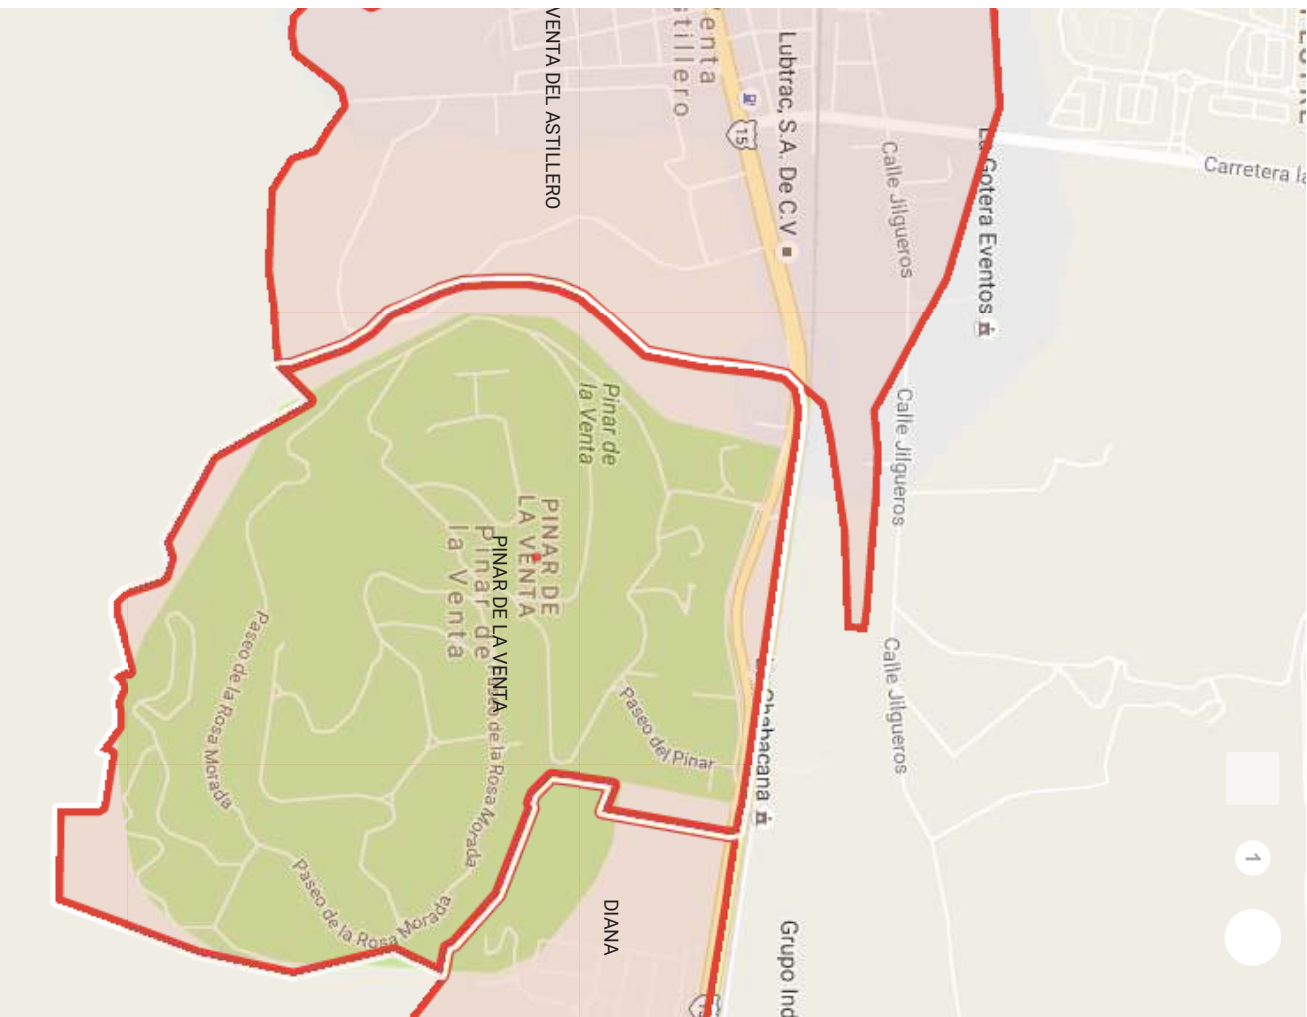 VENTA DEL ASTILLERO
enta
stillero
15
Lubtrac, S.A. De C.V
Calle Jilgueros
La Gotera Eventos
Carretera la
Pinar de
la Venta
Calle Jilgueros
PINAR DE
LA VENTA
Pinar de
la Venta
PINAR DE LA VENTA
Paseo de la Rosa Morada
de la Rosa Morada
Paseo del Pinar
Chabacana
Calle Jilgueros
Paseo de la Rosa Morada
DIANA
Grupo Ind
1